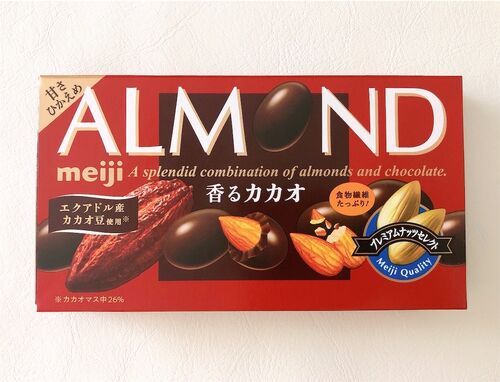 甘さ
ひかえめ
ALMOND
meiji
A splendid combination of almonds and chocolate.
香るカカオ
エクアドル産
カカオ豆使用※
食物繊維
たっぷり!
プレミアムナッツセレクト
Meiji Quality
※カカオマス中26%